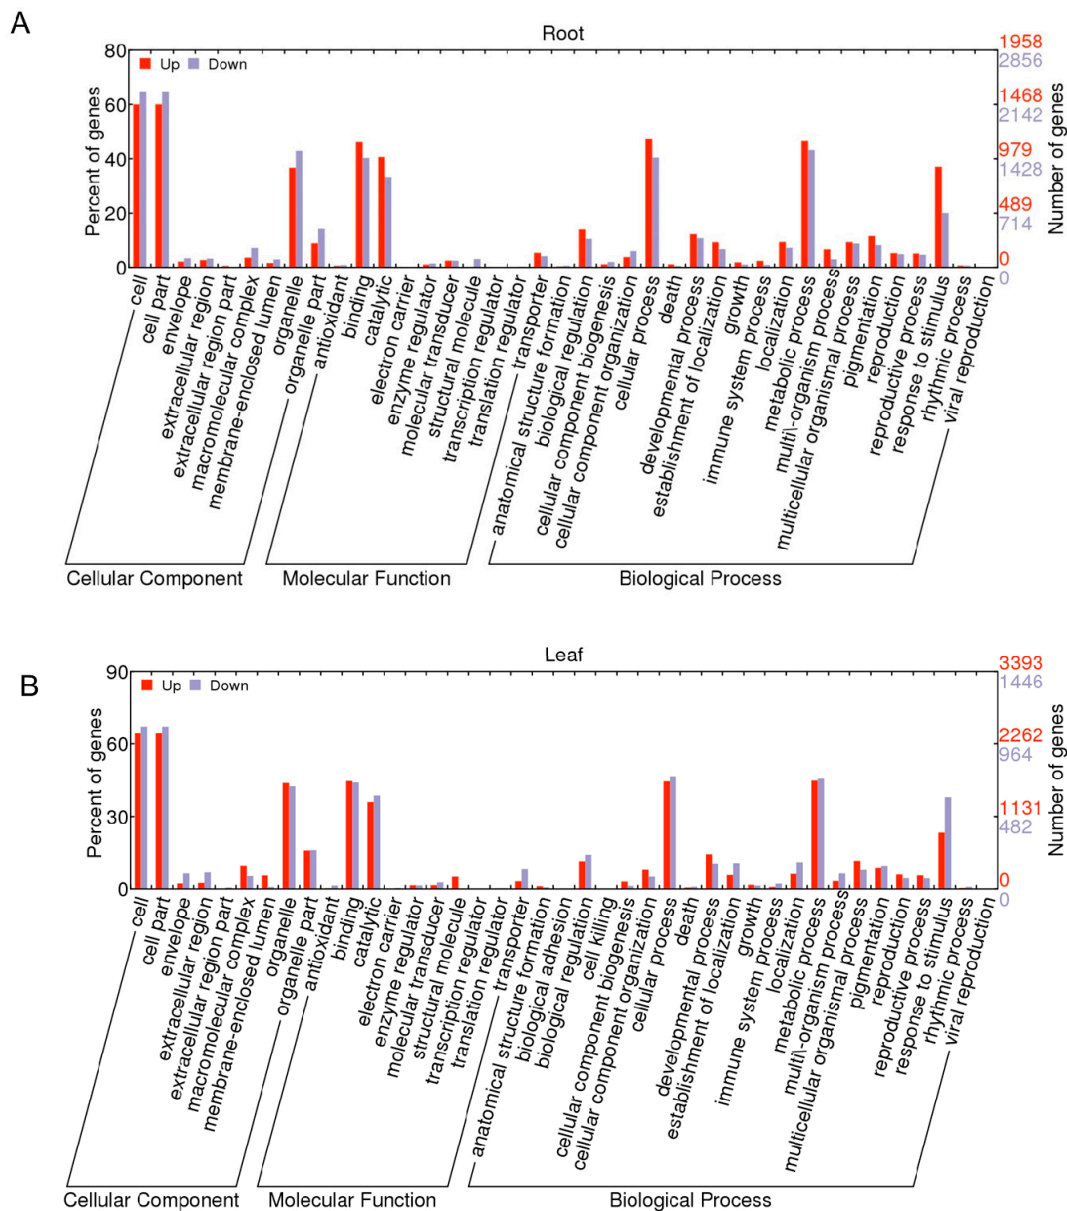 A
Root
80
60
40
20
0
Percent of genes
Up Down
1958
2856
1468
2142
979
1428
489
714
0
0
Number of genes
cell
cell part
envelope
extracellular region
extracellular region part
macromolecular complex
membrane-enclosed lumen
organelle
organelle part
antioxidant
binding
catalytic
electron carrier
enzyme regulator
molecular transducer
structural molecule
transcription regulator
translation regulator
transporter
anatomical structure formation
biological regulation
cellular component biogenesis
cellular component organization
cellular process
death
developmental process
establishment of localization
growth
immune system process
localization
metabolic process
multi\-organism process
multicellular organismal process
pigmentation
reproduction
reproductive process
response to stimulus
rhythmic process
viral reproduction
Cellular Component
Molecular Function
Biological Process
B
Leaf
90
60
30
0
Percent of genes
Up Down
3393
1446
2262
964
1131
482
0
0
Number of genes
cell
cell part
envelope
extracellular region
extracellular region part
macromolecular complex
membrane-enclosed lumen
organelle
organelle part
antioxidant
binding
catalytic
electron carrier
enzyme regulator
molecular transducer
structural molecule
transcription regulator
translation regulator
transporter
anatomical structure formation
biological adhesion
biological regulation
cell killing
cellular component biogenesis
cellular component organization
cellular process
death
developmental process
establishment of localization
growth
immune system process
localization
metabolic process
multi\-organism process
multicellular organismal process
pigmentation
reproduction
reproductive process
response to stimulus
rhythmic process
viral reproduction
Cellular Component
Molecular Function
Biological Process